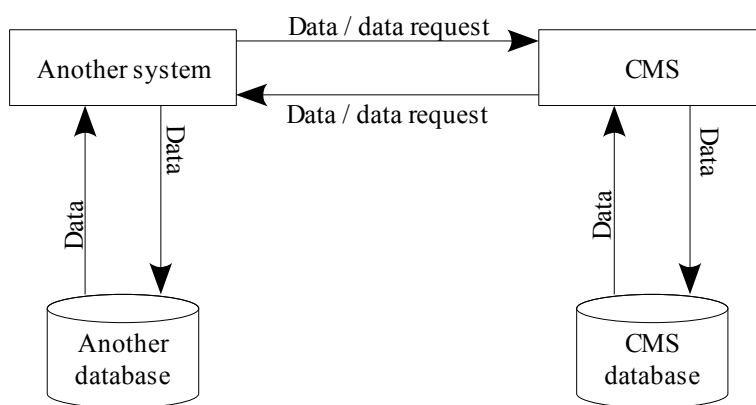 Data / data request
Another system
CMS
Data / data request
Data
Data
Data
Data
Another
database
CMS
database